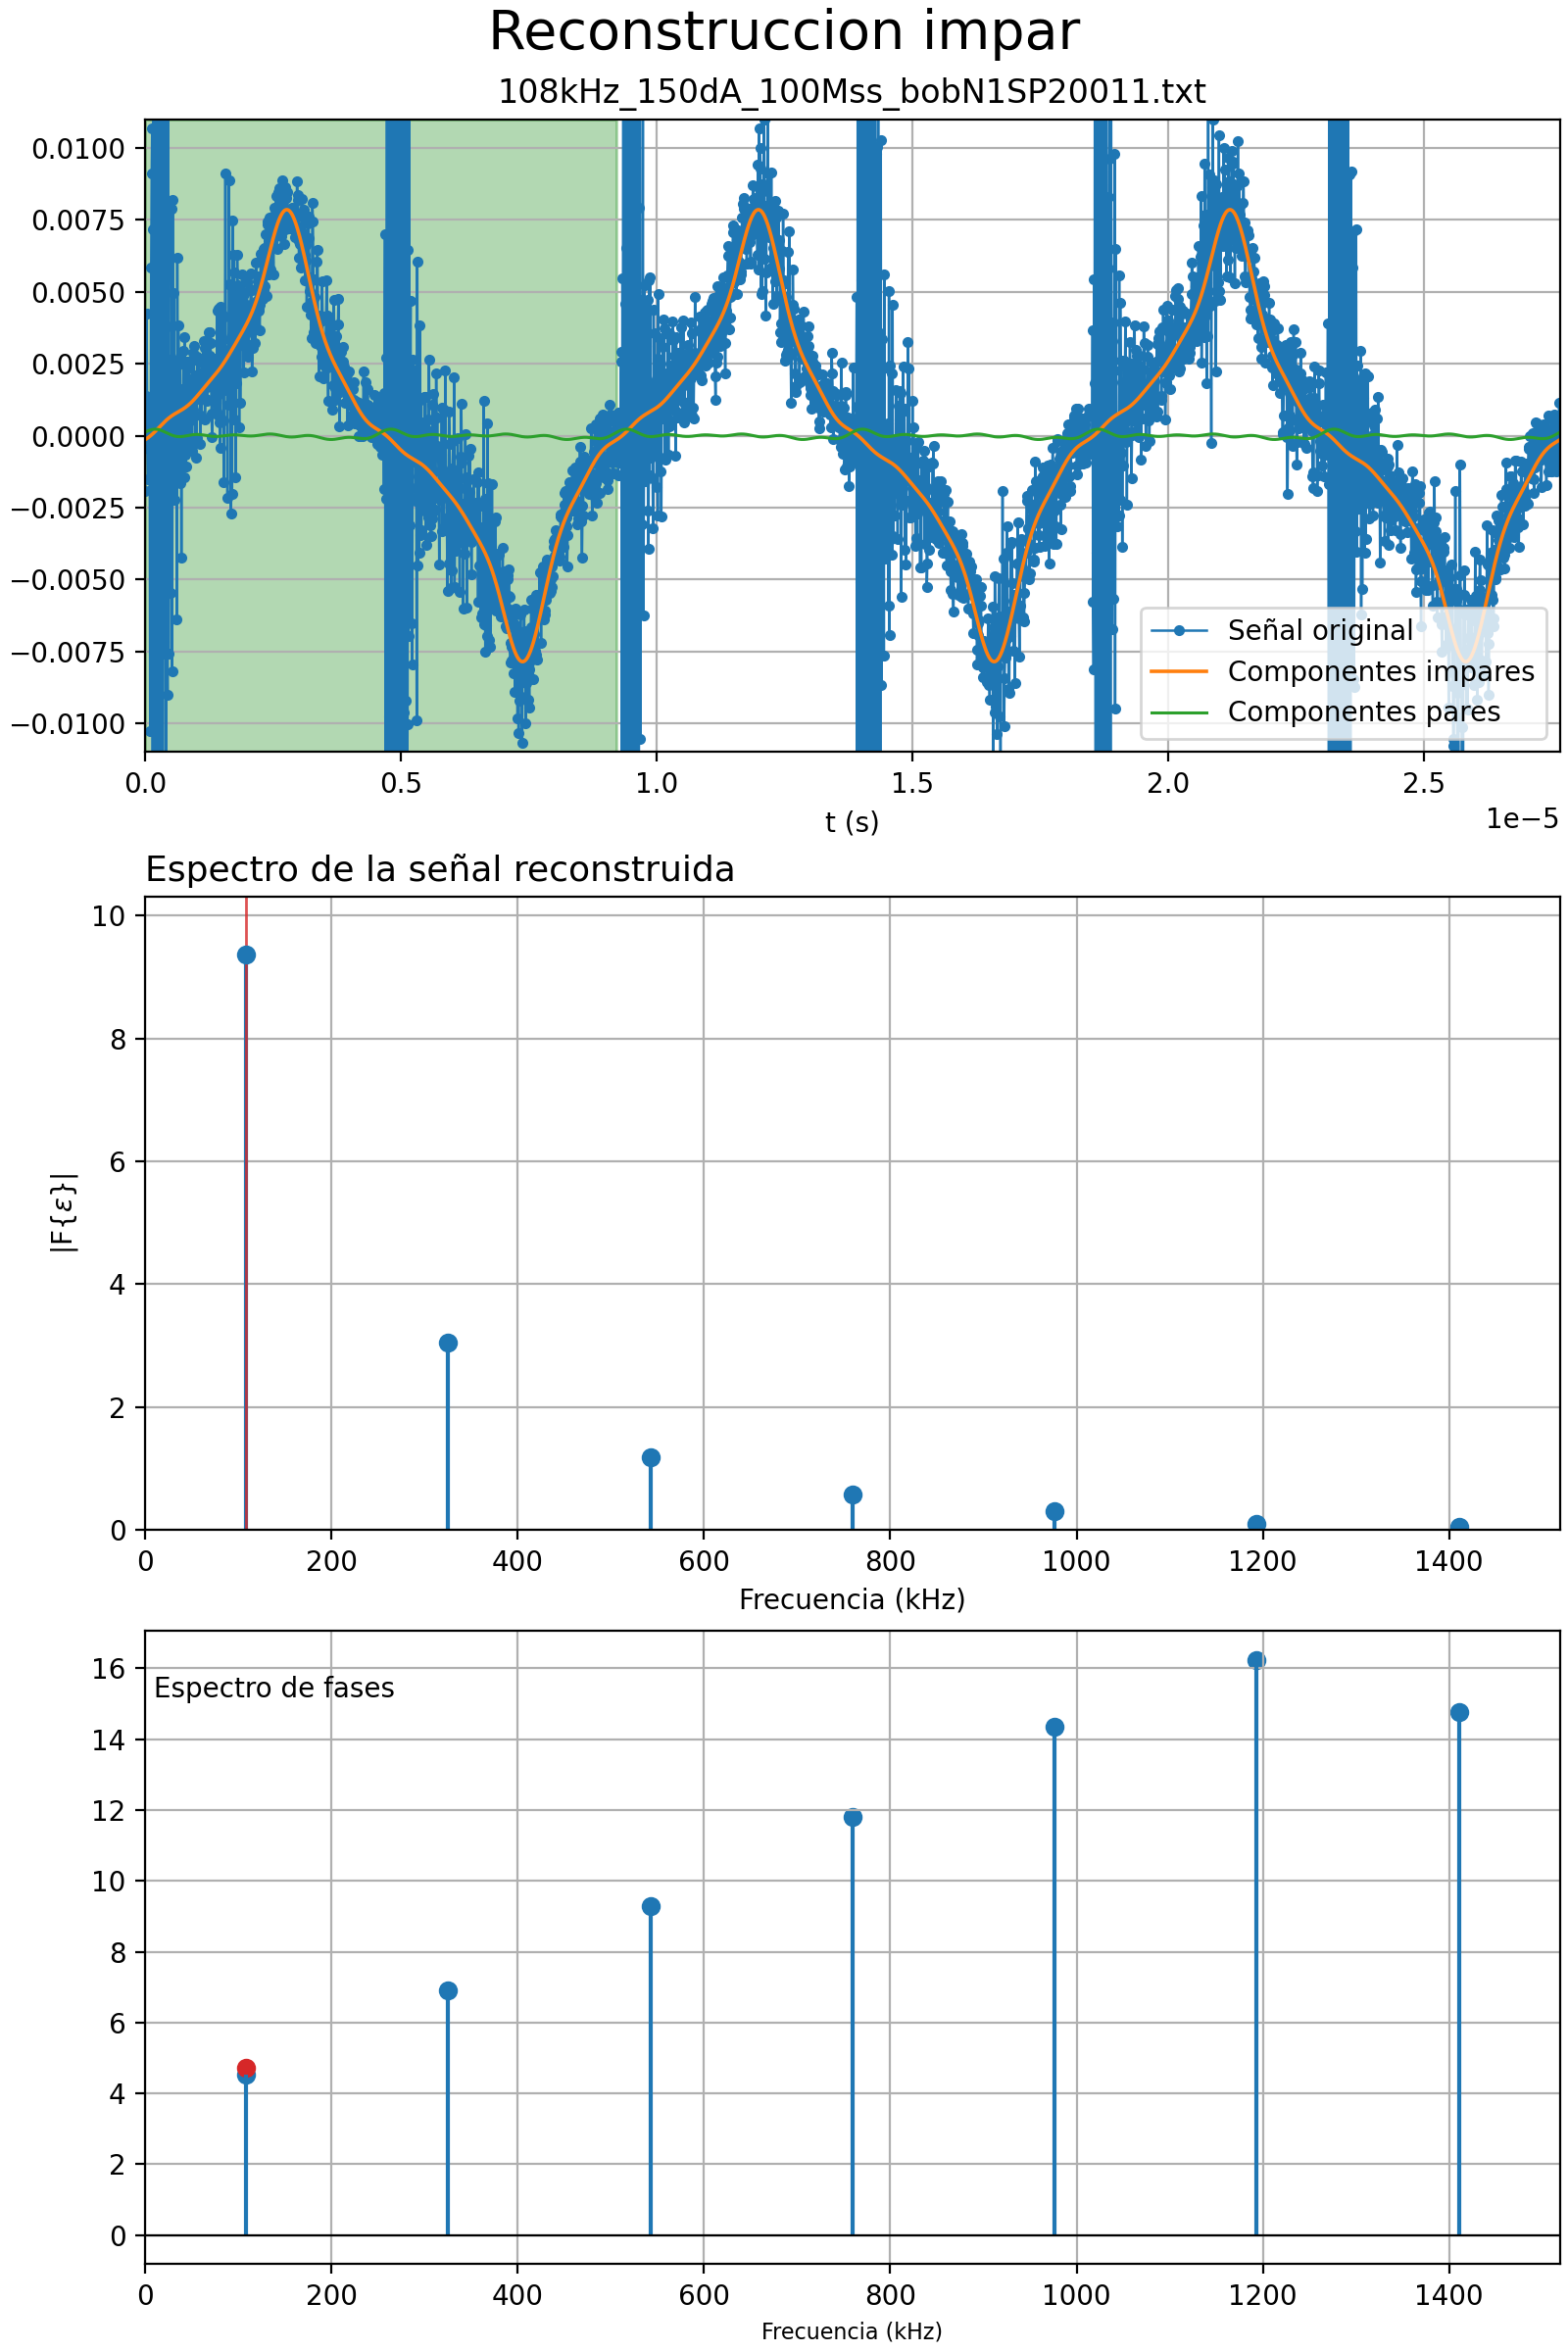 Reconstruccion impar
108kHz_150dA_100Mss_bobN1SP20011.txt
0.0100
0.0075
0.0050
0.0025
0.0000
−0.0025
−0.0050
−0.0075
−0.0100
Señal original
Componentes impares
Componentes pares
0.0 0.5 1.0 1.5 2.0 2.5
1e−5
t (s)
Espectro de la señal reconstruida
10
8
6
4
2
0
|F{ε}|
0 200 400 600 800 1000 1200 1400
Frecuencia (kHz)
Espectro de fases
16
14
12
10
8
6
4
2
0
0 200 400 600 800 1000 1200 1400
Frecuencia (kHz)